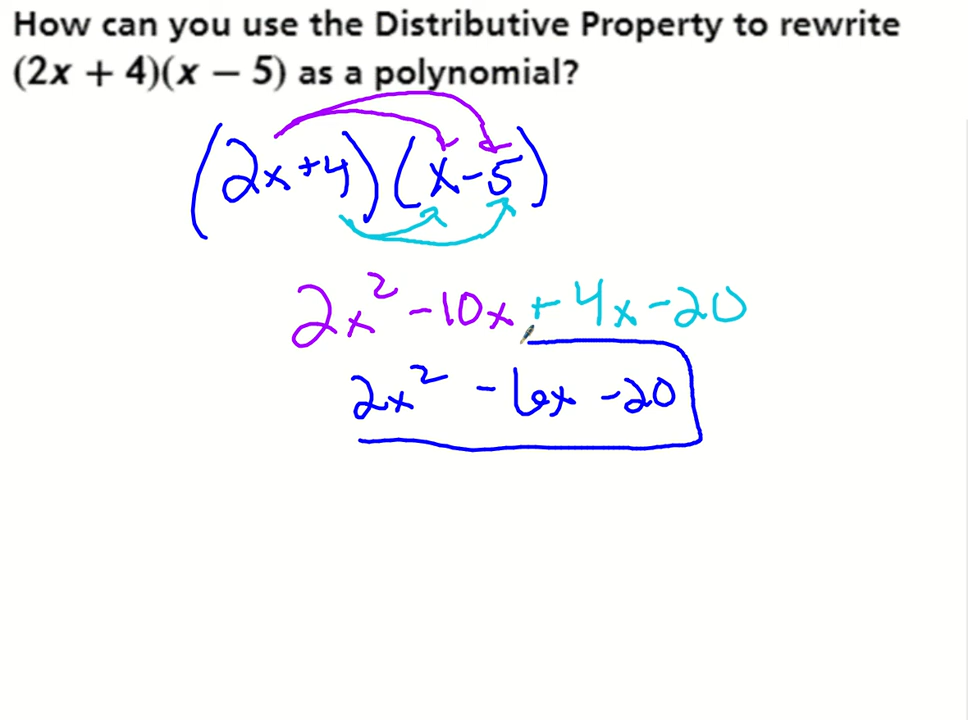 How can you use the Distributive Property to rewrite
(2x + 4)(x − 5) as a polynomial?
(2x+4)(x-5)
2x² -10x +4x -20
2x² - 6x - 20